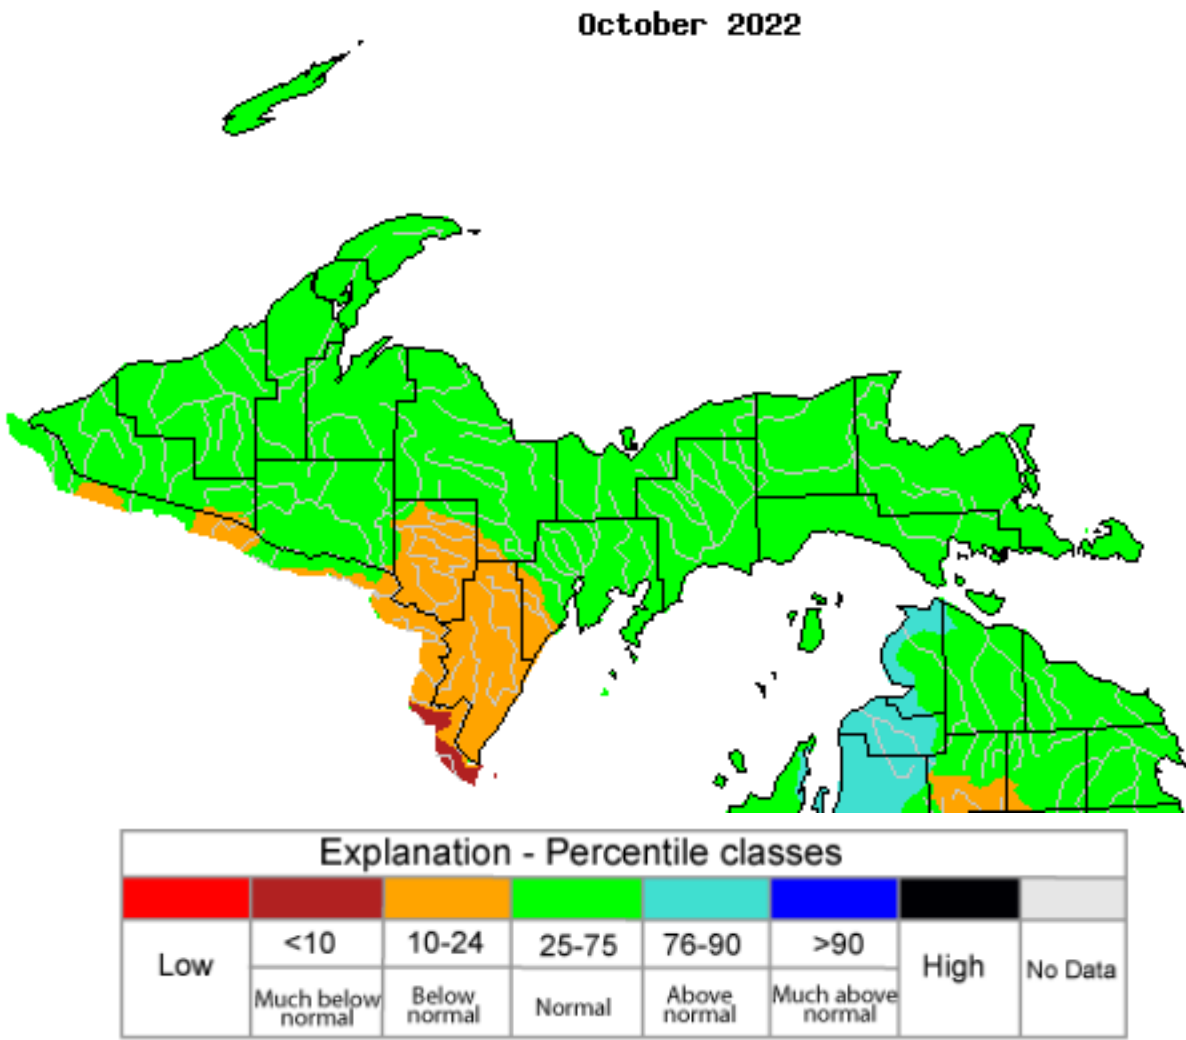 October 2022
Explanation - Percentile classes
Low
<10
10-24
25-75
76-90
>90
High
No Data
Much below
normal
Below
normal
Normal
Above
normal
Much above
normal